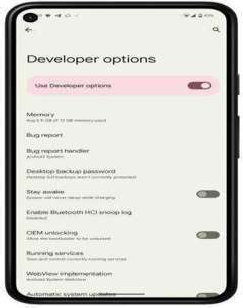 Developer options
Use Developer options
Memory
Bug report
Bug report handler
Android System
Desktop backup password
Desktop full backups aren't currently protected
Stay awake
Screen will never sleep while charging
Enable Bluetooth HCI snoop log
Disabled
OEM unlocking
Allow the bootloader to be unlocked
Running services
View and control currently running services
WebView implementation
Android System WebView
Automatic system